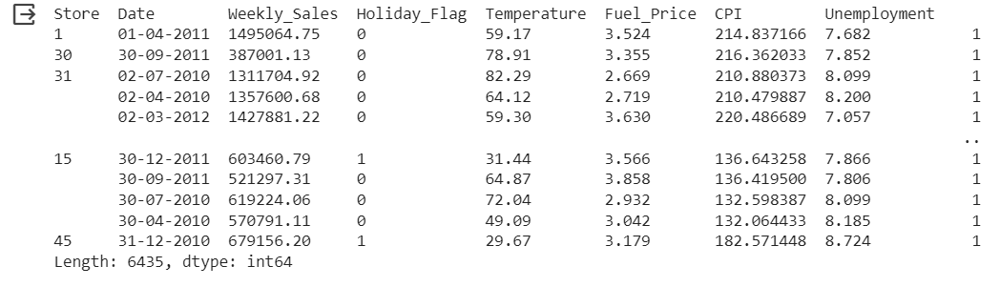 Store Date Weekly_Sales Holiday_Flag Temperature Fuel_Price CPI Unemployment
1 01-04-2011 1495064.75 0 59.17 3.524 214.837166 7.682 1
30 30-09-2011 387001.13 0 78.91 3.355 216.362033 7.852 1
31 02-07-2010 1311704.92 0 82.29 2.669 210.880373 8.099 1
02-04-2010 1357600.68 0 64.12 2.719 210.479887 8.200 1
02-03-2012 1427881.22 0 59.30 3.630 220.486689 7.057 1
..
15 30-12-2011 603460.79 1 31.44 3.566 136.643258 7.866 1
30-09-2011 521297.31 0 64.87 3.858 136.419500 7.806 1
30-07-2010 619224.06 0 72.04 2.932 132.598387 8.099 1
30-04-2010 570791.11 0 49.09 3.042 132.064433 8.185 1
45 31-12-2010 679156.20 1 29.67 3.179 182.571448 8.724 1
Length: 6435, dtype: int64